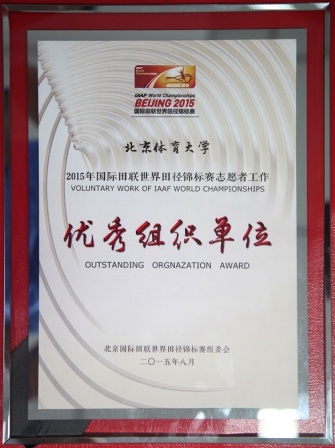 IAAF World Championships
BEIJING 2015
国际田联世界田径锦标赛
北京体育大学
2015年国际田联世界田径锦标赛志愿者工作
VOLUNTARY WORK OF IAAF WORLD CHAMPIONSHIPS
优秀组织单位
OUTSTANDING ORGNAZATION AWARD
北京国际田联世界田径锦标赛组委会
二〇一五年八月